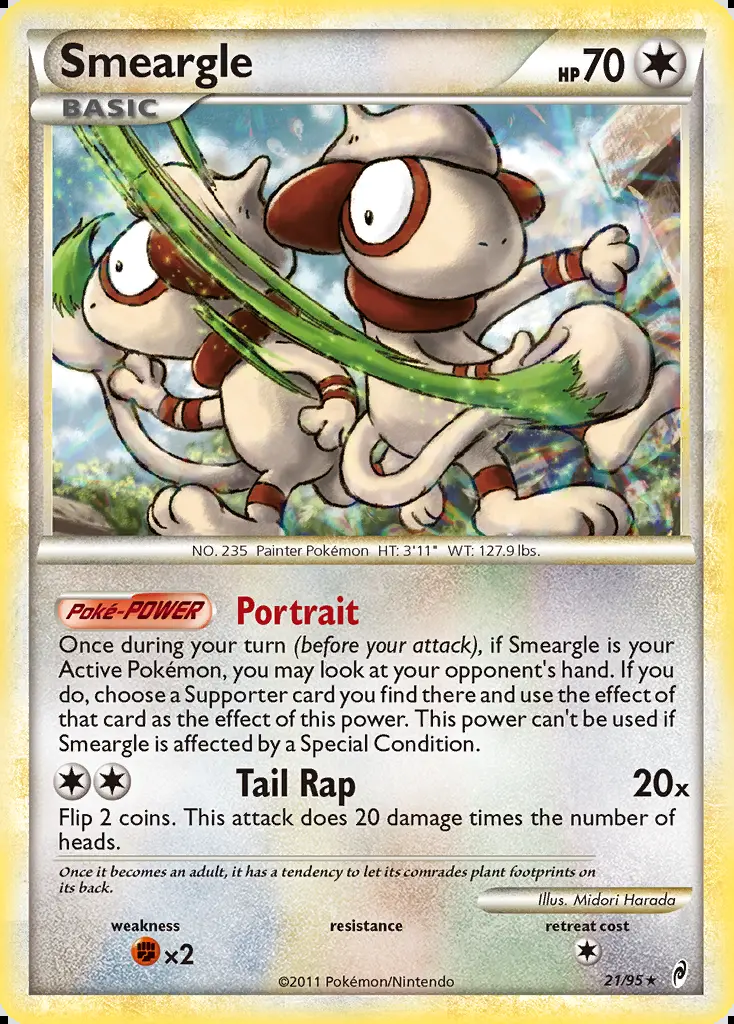 Smeargle
HP 70
BASIC
NO. 235 Painter Pokémon HT: 3'11" WT: 127.9 lbs.
Poké-POWER Portrait
Once during your turn (before your attack), if Smeargle is your
Active Pokémon, you may look at your opponent's hand. If you
do, choose a Supporter card you find there and use the effect of
that card as the effect of this power. This power can't be used if
Smeargle is affected by a Special Condition.
Tail Rap 20x
Flip 2 coins. This attack does 20 damage times the number of
heads.
Once it becomes an adult, it has a tendency to let its comrades plant footprints on
its back.
Illus. Midori Harada
weakness resistance retreat cost
×2
©2011 Pokémon/Nintendo 21/95 ★